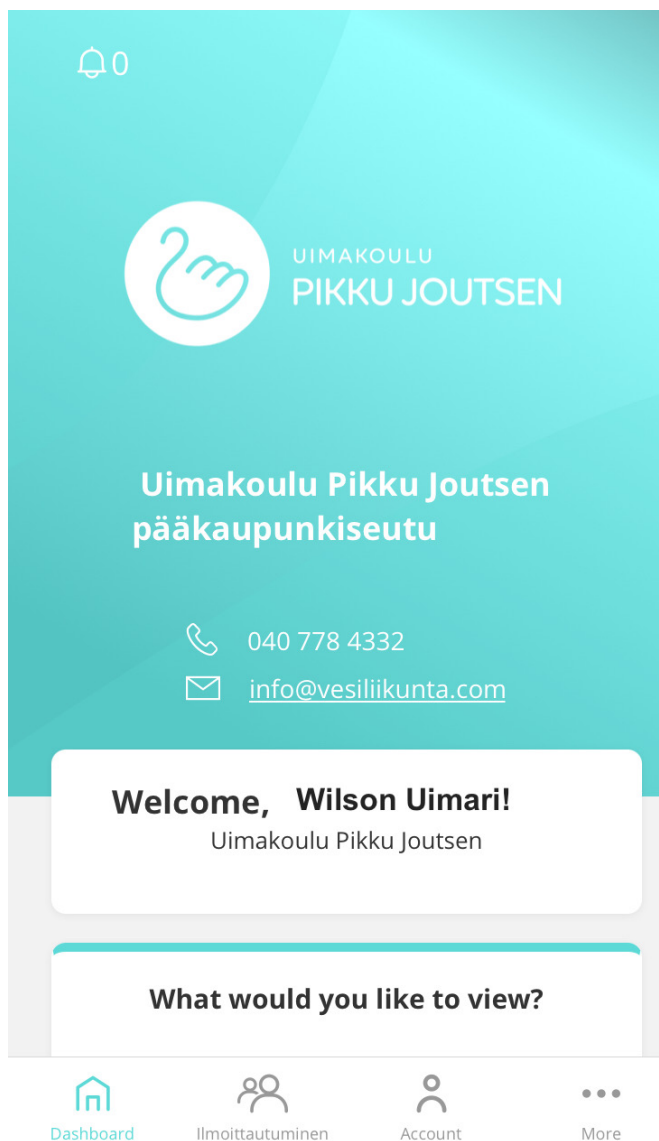 0
UIMAKOULU
PIKKU JOUTSEN
Uimakoulu Pikku Joutsen
pääkaupunkiseutu
040 778 4332
info@vesiliikunta.com
Welcome, Wilson Uimari!
Uimakoulu Pikku Joutsen
What would you like to view?
Dashboard Ilmoittautuminen Account More